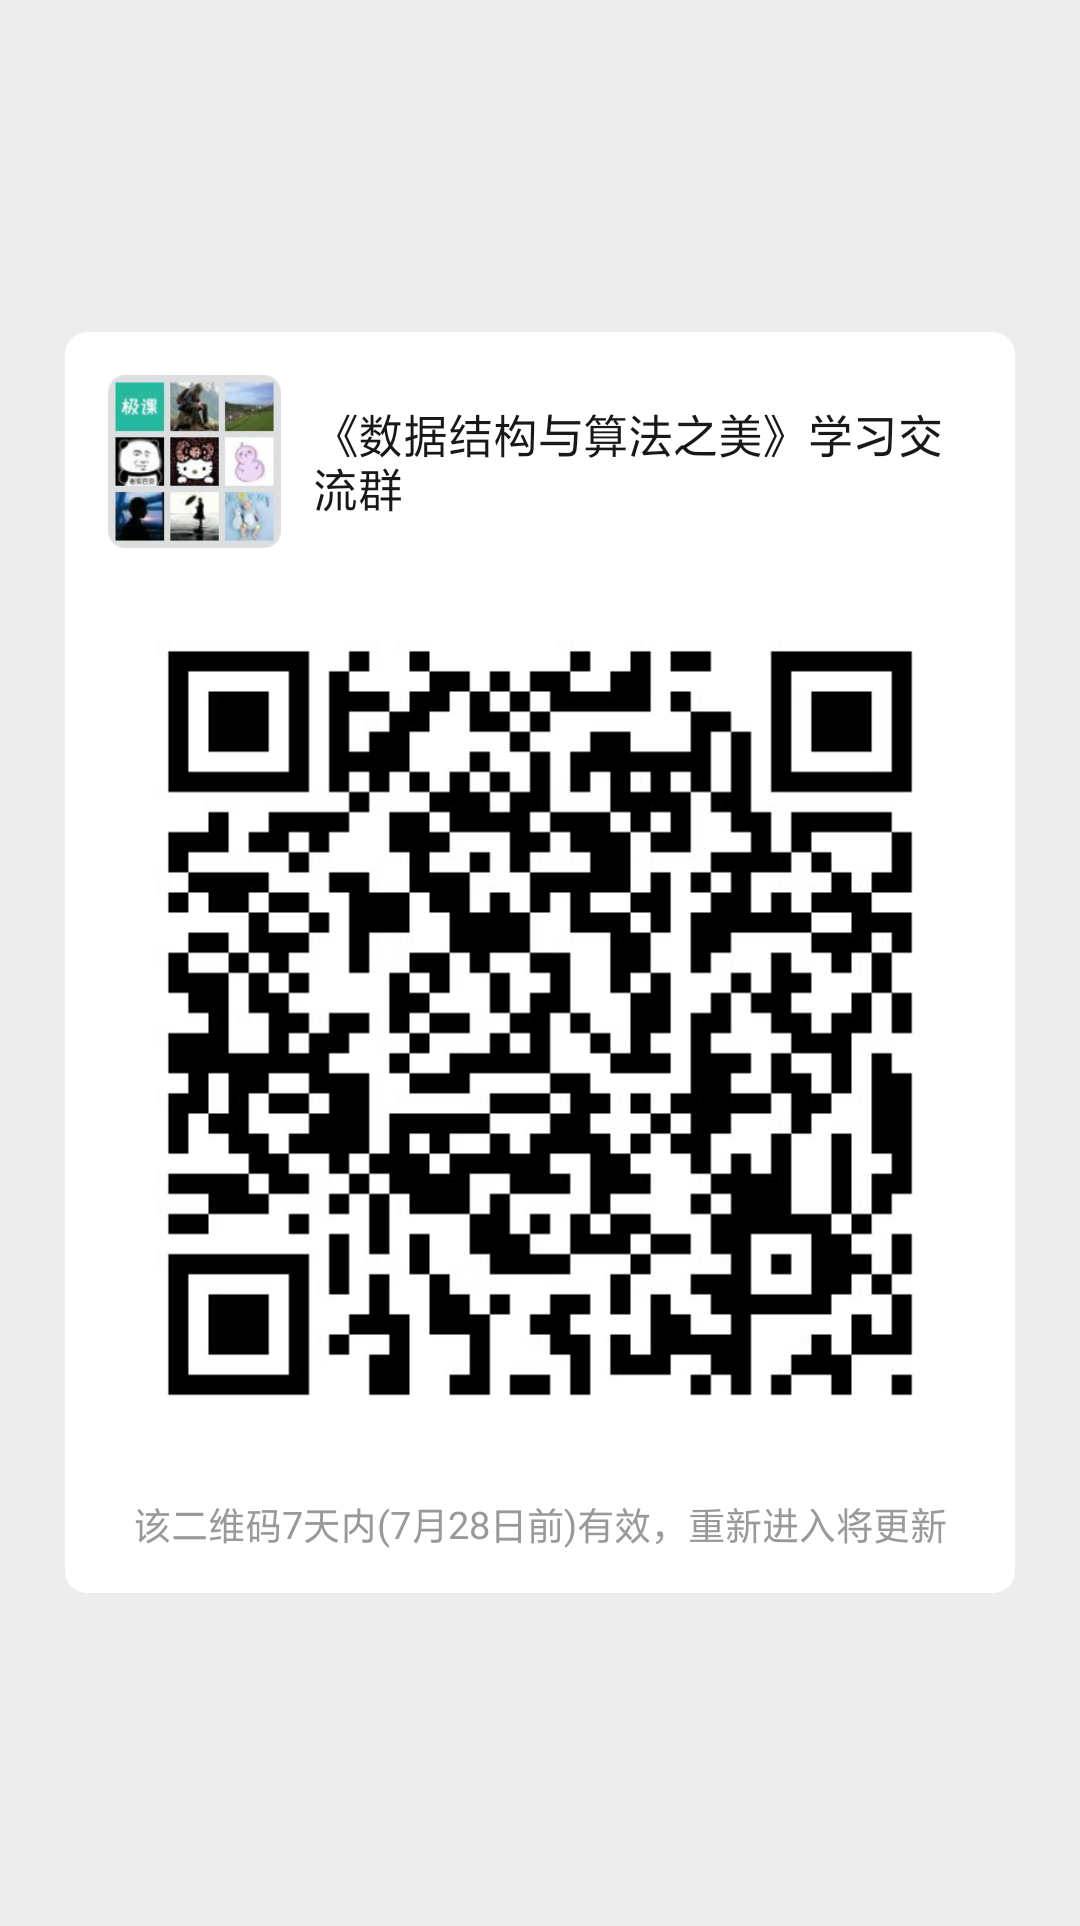 极课
《数据结构与算法之美》学习交
流群
该二维码7天内(7月28日前)有效，重新进入将更新